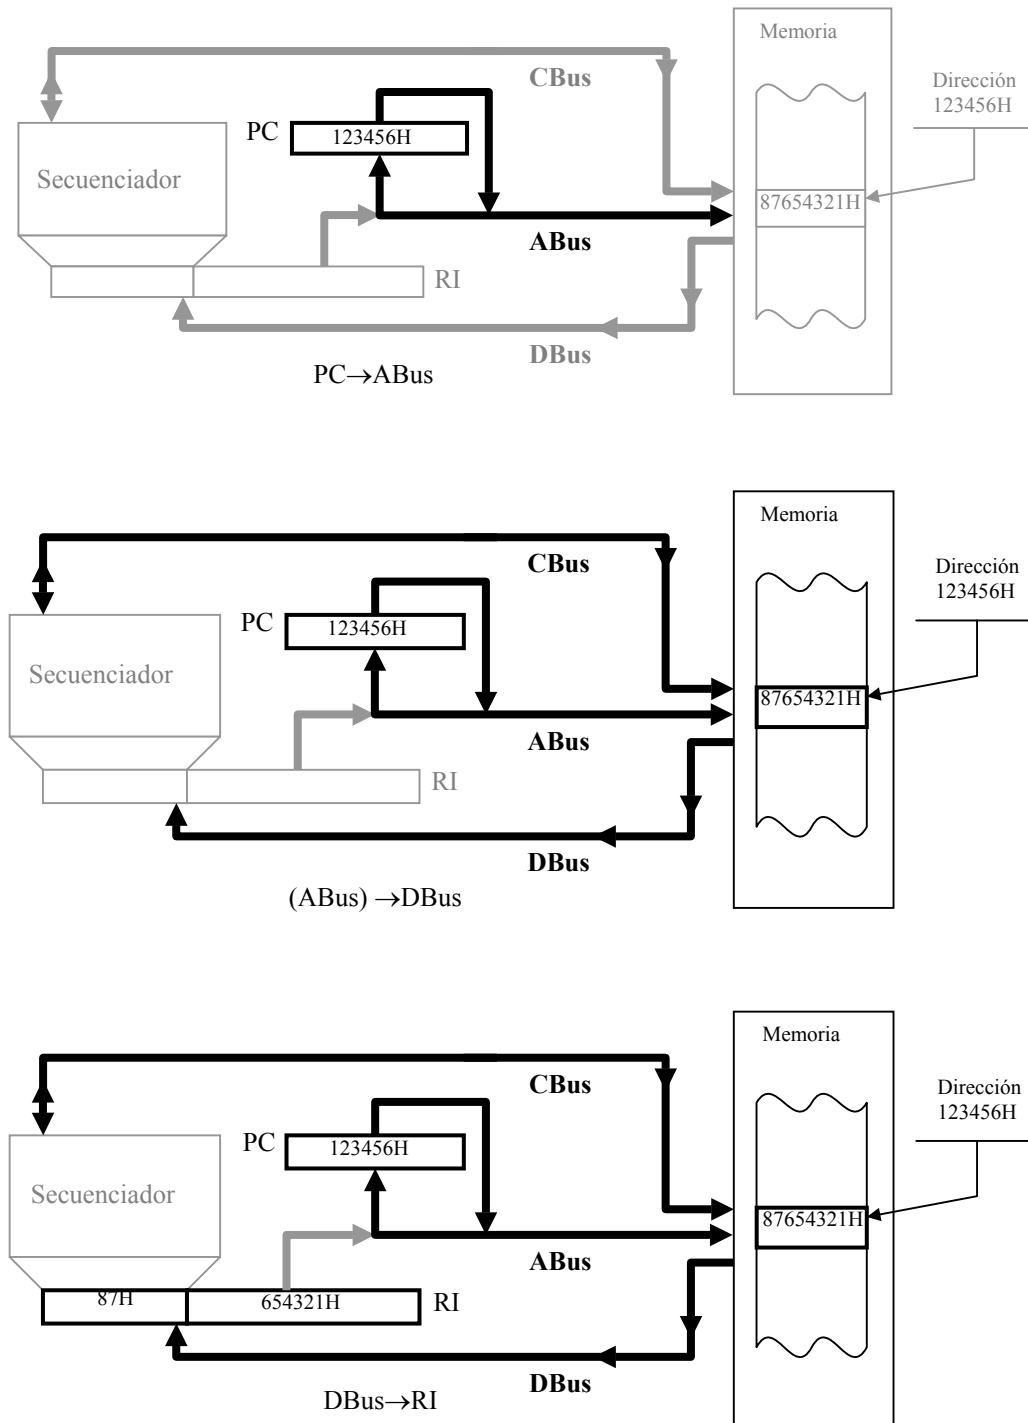 Memoria
CBus
Dirección
123456H
PC
123456H
Secuenciador
87654321H
ABus
RI
DBus
PC→ABus
Memoria
CBus
Dirección
123456H
PC
123456H
Secuenciador
87654321H
ABus
RI
DBus
(ABus) →DBus
Memoria
CBus
Dirección
123456H
PC
123456H
Secuenciador
87654321H
ABus
87H
654321H
RI
DBus
DBus→RI